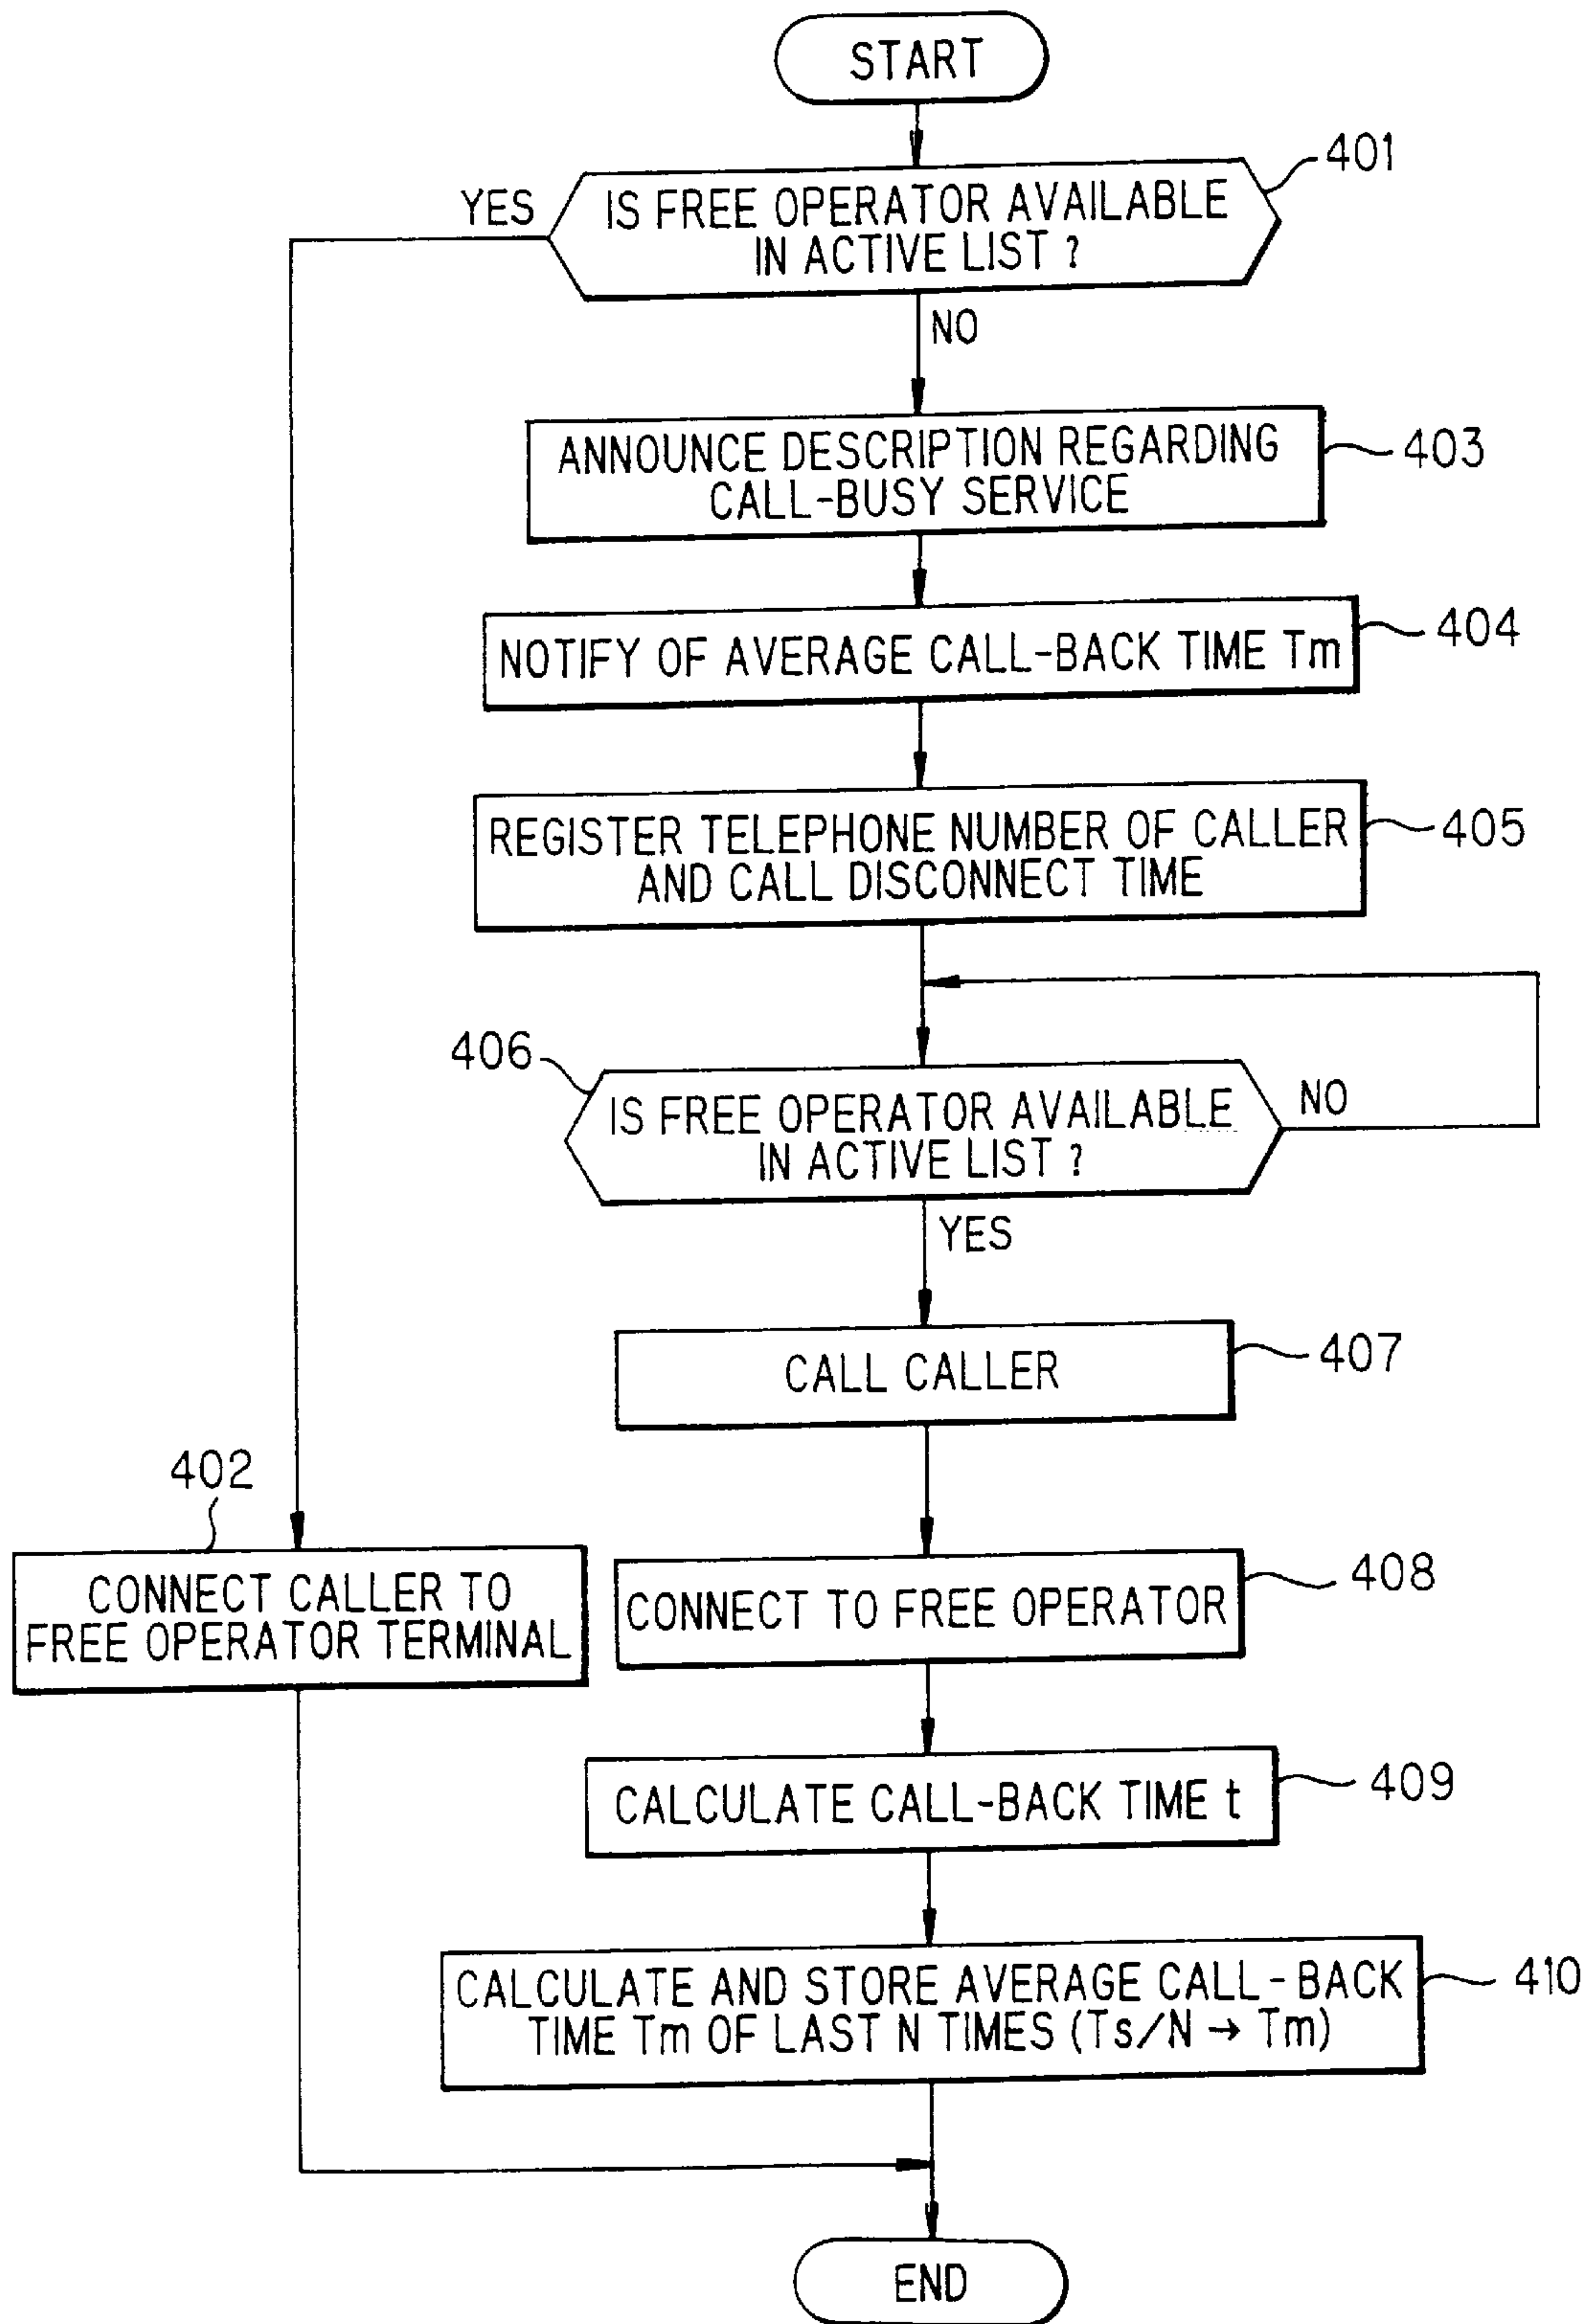 START
401
YES
IS FREE OPERATOR AVAILABLE
IN ACTIVE LIST ?
NO
ANNOUNCE DESCRIPTION REGARDING
CALL-BUSY SERVICE
403
NOTIFY OF AVERAGE CALL-BACK TIME Tm
404
REGISTER TELEPHONE NUMBER OF CALLER
AND CALL DISCONNECT TIME
405
406
IS FREE OPERATOR AVAILABLE
IN ACTIVE LIST ?
NO
YES
CALL CALLER
407
402
CONNECT CALLER TO
FREE OPERATOR TERMINAL
CONNECT TO FREE OPERATOR
408
CALCULATE CALL-BACK TIME t
409
CALCULATE AND STORE AVERAGE CALL-BACK
TIME Tm OF LAST N TIMES (Ts/N → Tm)
410
END